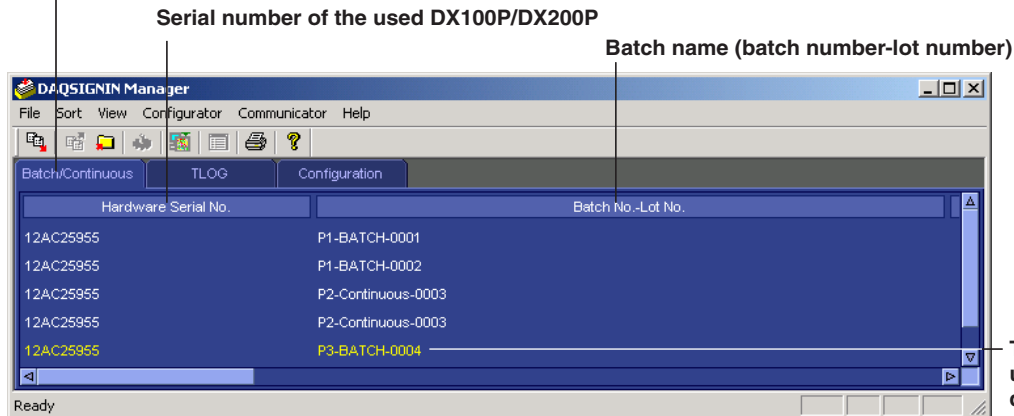 Serial number of the used DX100P/DX200P
Batch name (batch number-lot number)
DAQSIGNIN Manager
File Sort View Configurator Communicator Help
Batch/Continuous TLOG Configuration
Hardware Serial No. Batch No.-Lot No.
12AC25955 P1-BATCH-0001
12AC25955 P1-BATCH-0002
12AC25955 P2-Continuous-0003
12AC25955 P2-Continuous-0003
12AC25955 P3-BATCH-0004
Ready